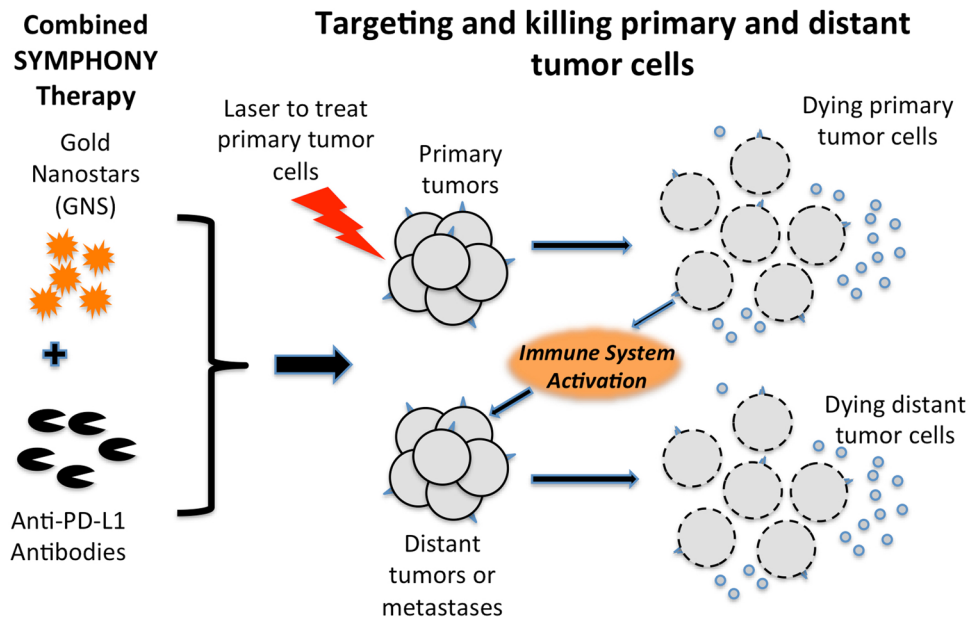 Combined
SYMPHONY
Therapy
Targeting and killing primary and distant
tumor cells
Gold
Nanostars
(GNS)
Anti-PD-L1
Antibodies
Laser to treat
primary tumor
cells
Primary
tumors
Dying primary
tumor cells
Immune System
Activation
Distant
tumors or
metastases
Dying distant
tumor cells